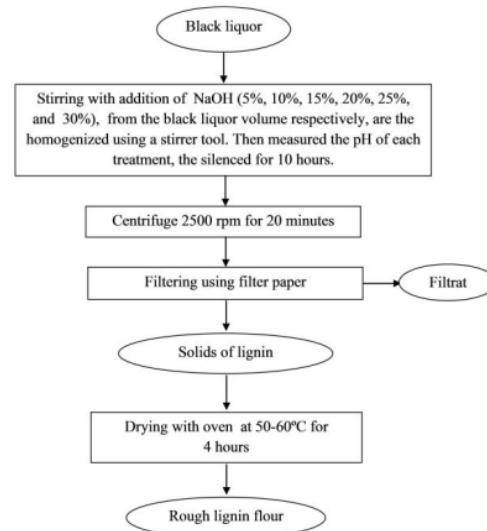 Black liquor
Stirring with addition of NaOH (5%, 10%, 15%, 20%, 25%,
and 30%), from the black liquor volume respectively, are the
homogenized using a stirrer tool. Then measured the pH of each
treatment, the silenced for 10 hours.
Centrifuge 2500 rpm for 20 minutes
Filtering using filter paper
Filtrat
Solids of lignin
Drying with oven at 50-60ºC for
4 hours
Rough lignin flour